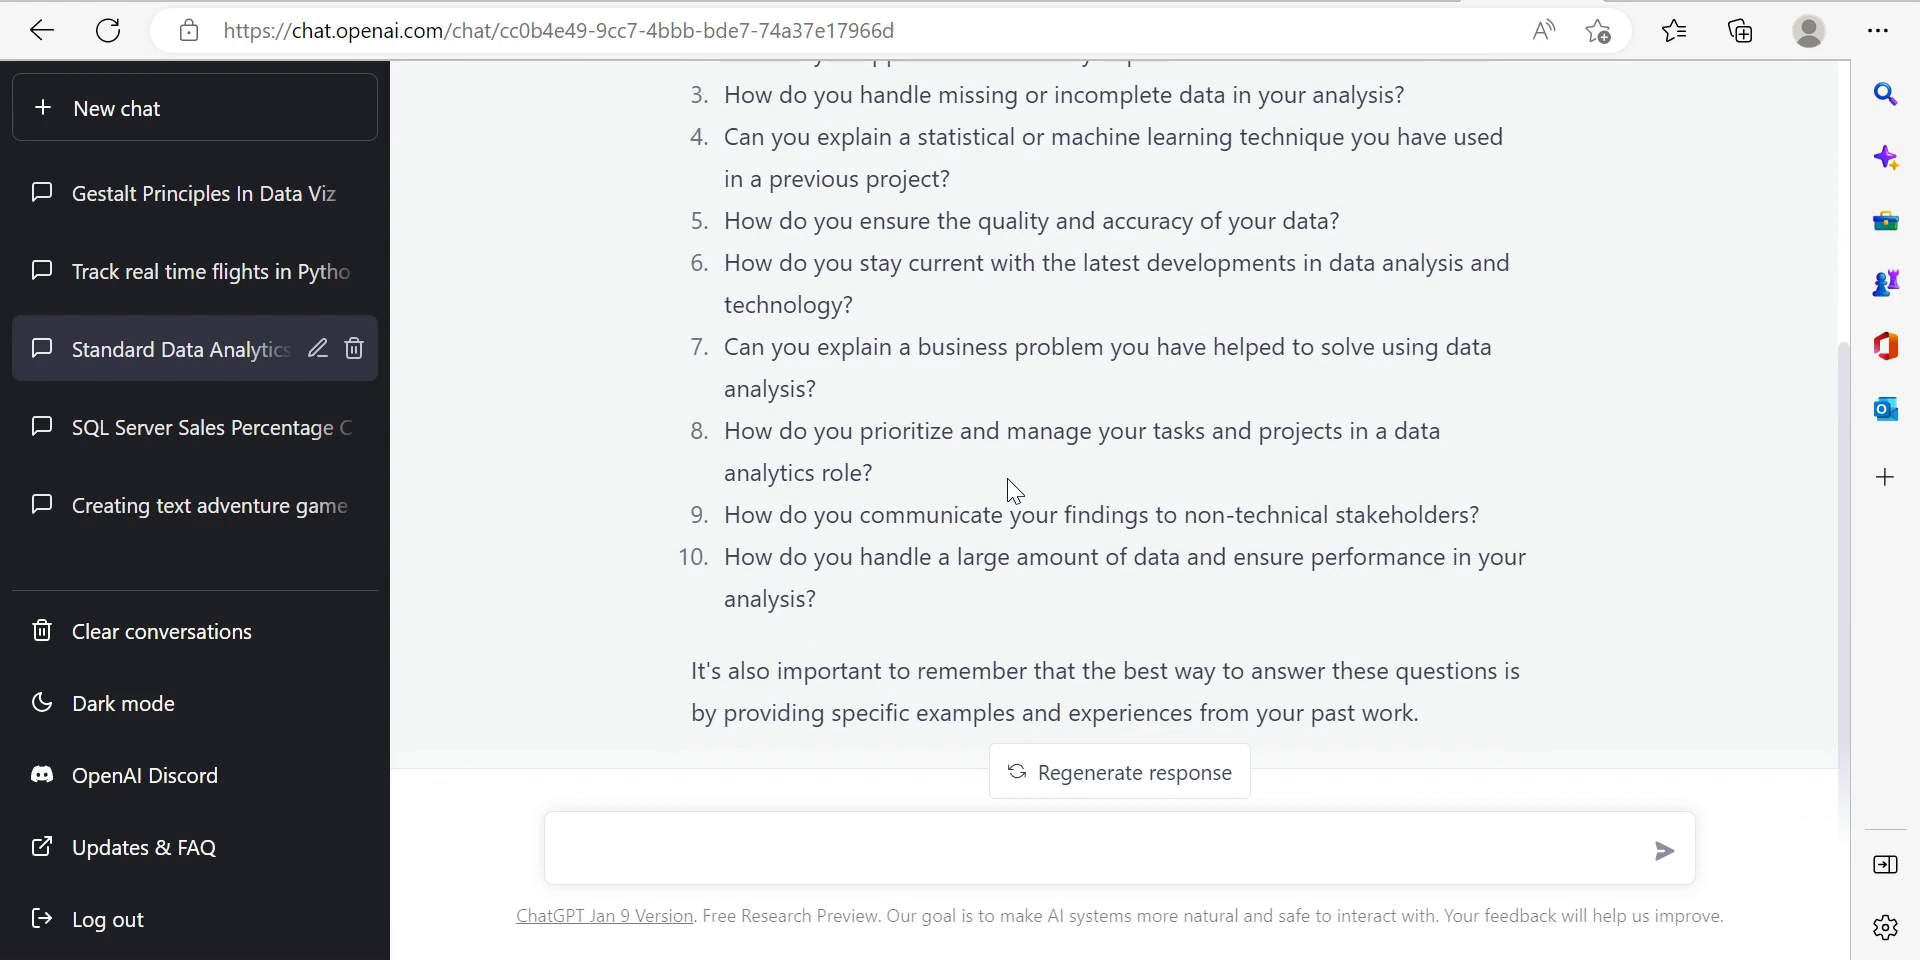 https://chat.openai.com/chat/cc0b4e49-9cc7-4bbb-bde7-74a37e17966d
New chat
Gestalt Principles In Data Viz
Track real time flights in Pytho
Standard Data Analytics
SQL Server Sales Percentage C
Creating text adventure game
Clear conversations
Dark mode
OpenAI Discord
Updates & FAQ
Log out
3. How do you handle missing or incomplete data in your analysis?
4. Can you explain a statistical or machine learning technique you have used
in a previous project?
5. How do you ensure the quality and accuracy of your data?
6. How do you stay current with the latest developments in data analysis and
technology?
7. Can you explain a business problem you have helped to solve using data
analysis?
8. How do you prioritize and manage your tasks and projects in a data
analytics role?
9. How do you communicate your findings to non-technical stakeholders?
10. How do you handle a large amount of data and ensure performance in your
analysis?
It's also important to remember that the best way to answer these questions is
by providing specific examples and experiences from your past work.
Regenerate response
ChatGPT Jan 9 Version. Free Research Preview. Our goal is to make AI systems more natural and safe to interact with. Your feedback will help us improve.